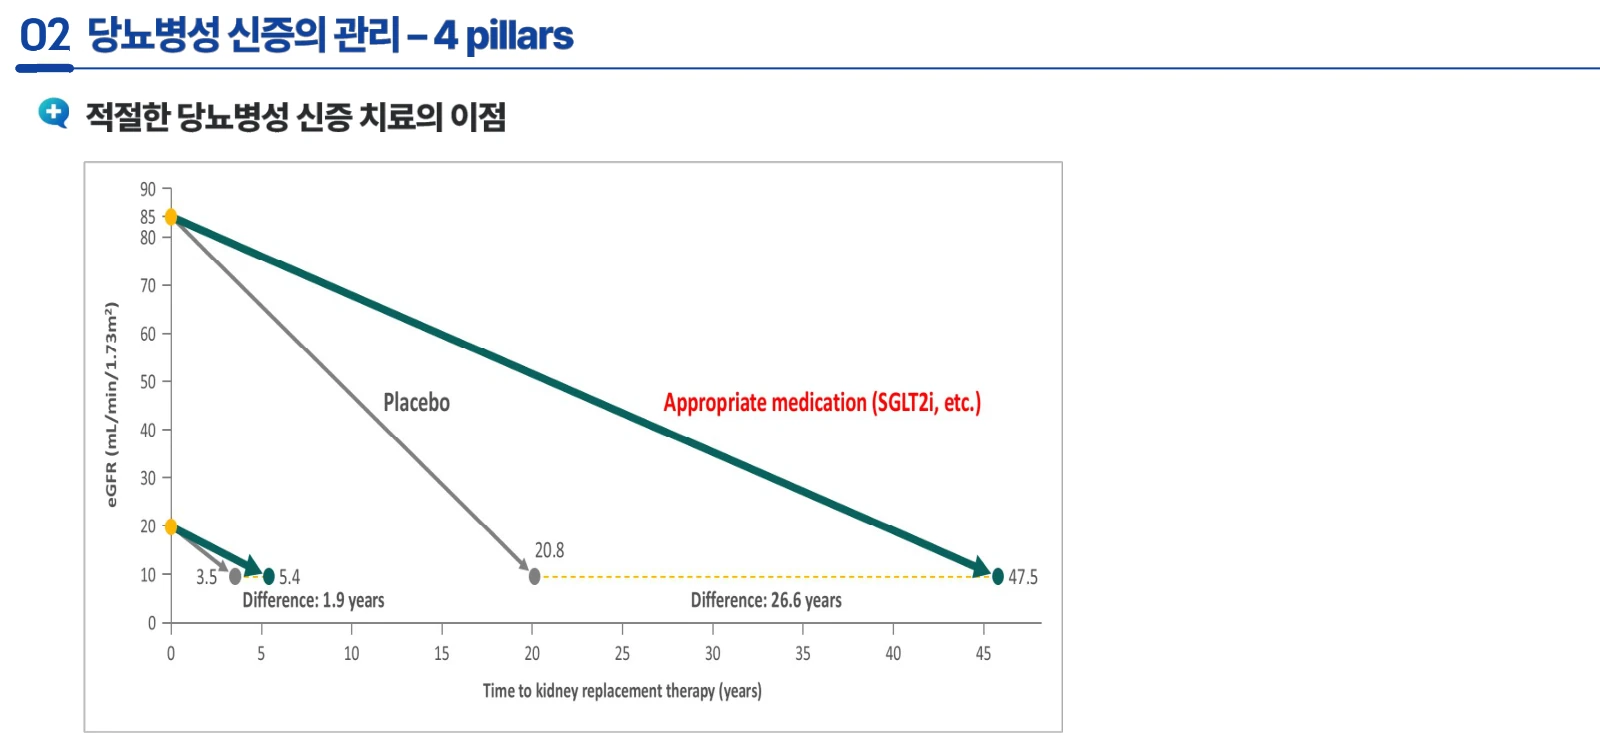 02 당뇨병성 신증의 관리 – 4 pillars
적절한 당뇨병성 신증 치료의 이점
90
85
80
70
60
50
40
30
20
10
0
eGFR (mL/min/1.73m²)
Placebo
Appropriate medication (SGLT2i, etc.)
20.8
3.5
5.4
47.5
Difference: 1.9 years
Difference: 26.6 years
0 5 10 15 20 25 30 35 40 45
Time to kidney replacement therapy (years)